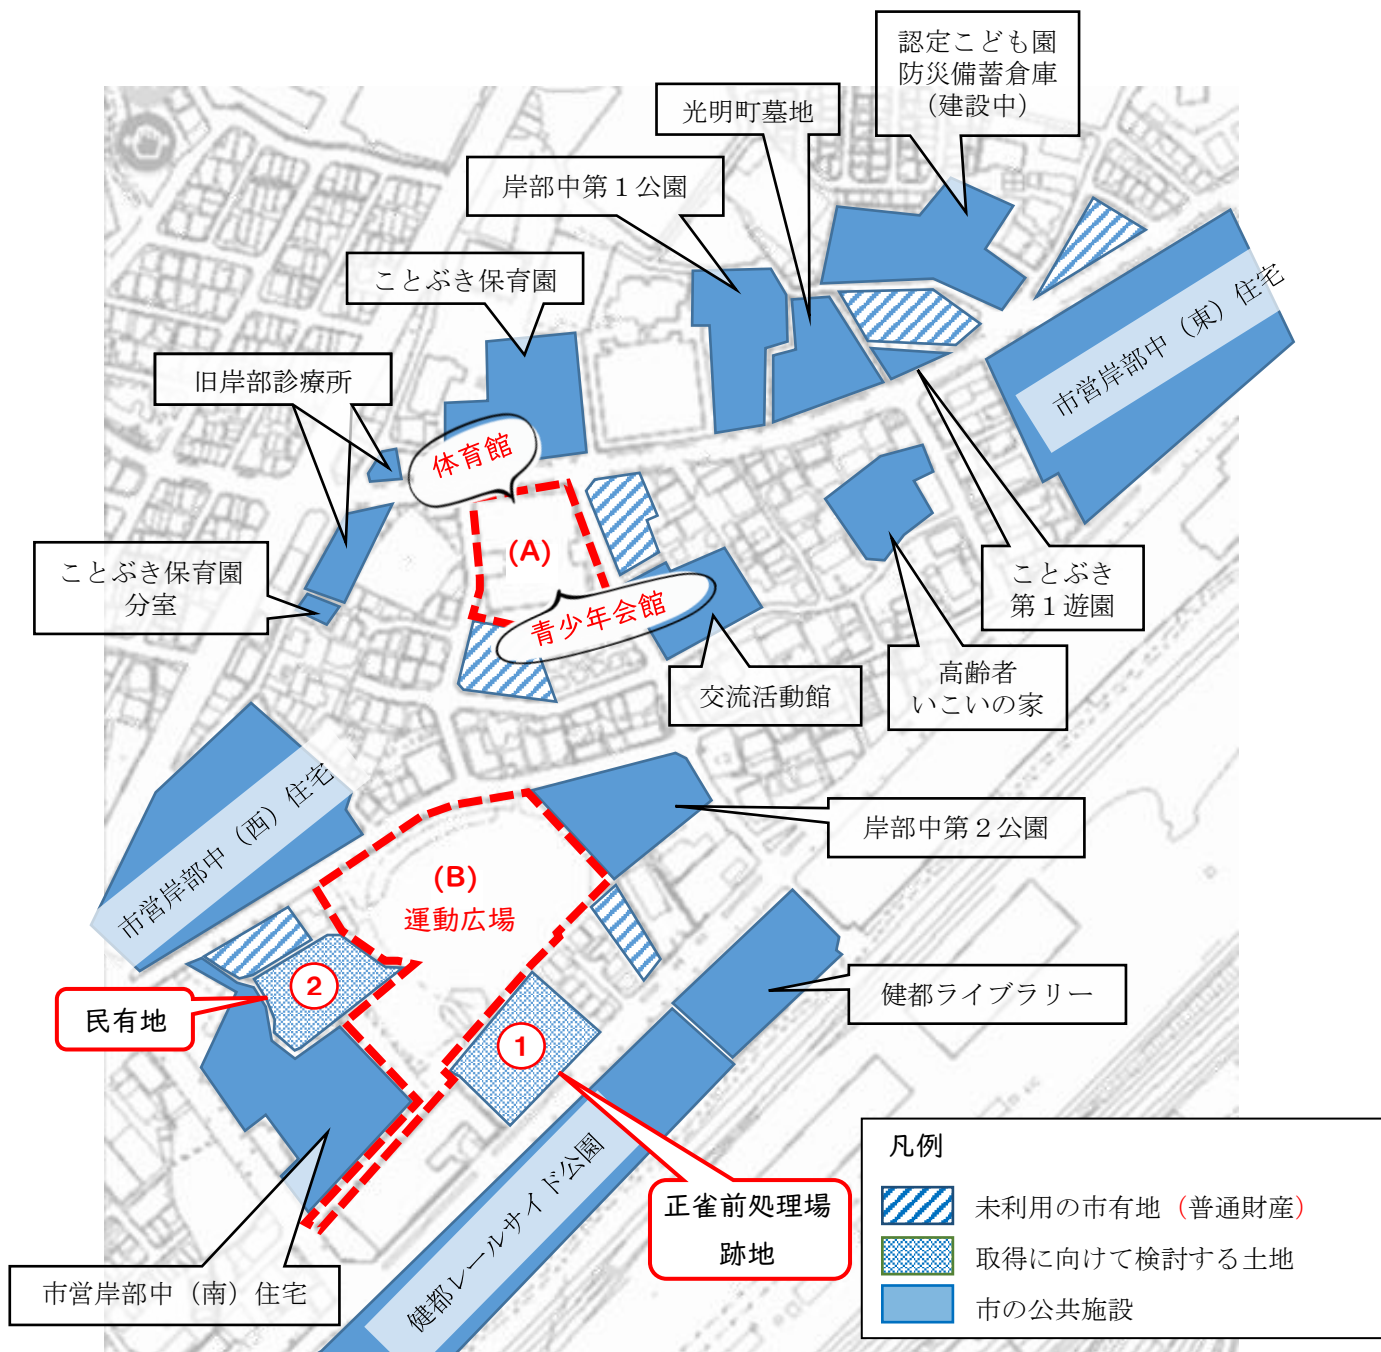 認定こども園
防災備蓄倉庫
（建設中）
光明町墓地
岸部中第１公園
ことぶき保育園
旧岸部診療所
市営岸部中（東）住宅
体育館
(A)
ことぶき保育園
分室
ことぶき
第１遊園
青少年会館
高齢者
いこいの家
交流活動館
市営岸部中（西）住宅
岸部中第２公園
(B)
運動広場
2
民有地
健都ライブラリー
1
健都レールサイド公園
正雀前処理場
跡地
市営岸部中（南）住宅
凡例
未利用の市有地（普通財産）
取得に向けて検討する土地
市の公共施設